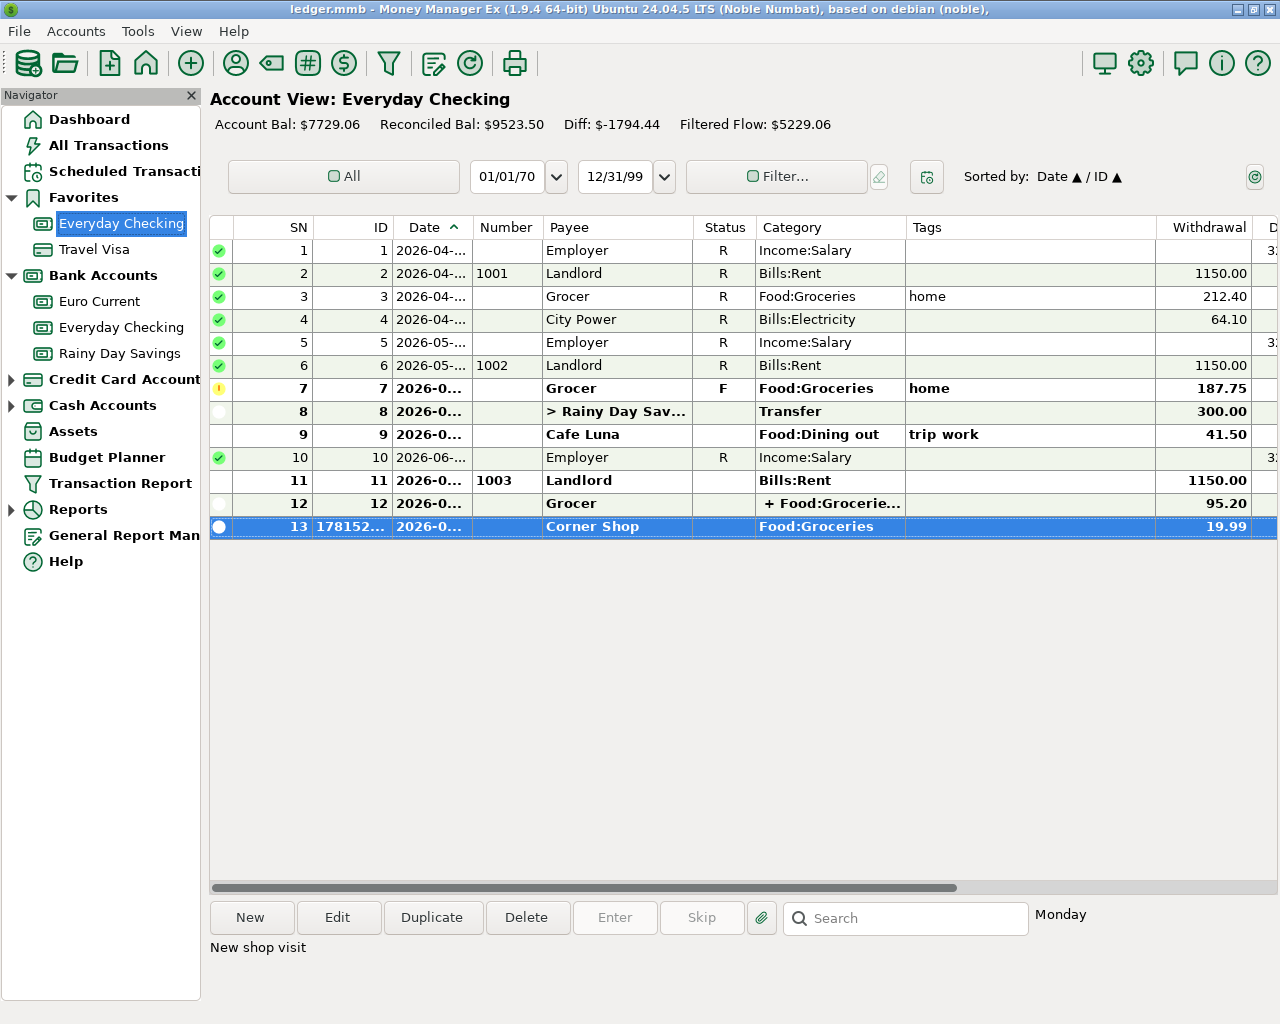 ledger.mmb - Money Manager Ex (1.9.4 64-bit) Ubuntu 24.04.5 LTS (Noble Numbat), based on debian (noble),
File Accounts Tools View Help
Navigator
Dashboard
All Transactions
Scheduled Transacti
Favorites
Everyday Checking
Travel Visa
Bank Accounts
Euro Current
Everyday Checking
Rainy Day Savings
Credit Card Account
Cash Accounts
Assets
Budget Planner
Transaction Report
Reports
General Report Man
Help
Account View: Everyday Checking
Account Bal: $7729.06 Reconciled Bal: $9523.50 Diff: $-1794.44 Filtered Flow: $5229.06
All 01/01/70 12/31/99 Filter... Sorted by: Date ▲ / ID ▲
SN ID Date Number Payee Status Category Tags Withdrawal D
1 1 2026-04-... Employer R Income:Salary 32
2 2 2026-04-... 1001 Landlord R Bills:Rent 1150.00
3 3 2026-04-... Grocer R Food:Groceries home 212.40
4 4 2026-04-... City Power R Bills:Electricity 64.10
5 5 2026-05-... Employer R Income:Salary 32
6 6 2026-05-... 1002 Landlord R Bills:Rent 1150.00
7 7 2026-0... Grocer F Food:Groceries home 187.75
8 8 2026-0... > Rainy Day Sav... Transfer 300.00
9 9 2026-0... Cafe Luna Food:Dining out trip work 41.50
10 10 2026-06-... Employer R Income:Salary 32
11 11 2026-0... 1003 Landlord Bills:Rent 1150.00
12 12 2026-0... Grocer + Food:Grocerie... 95.20
13 178152... 2026-0... Corner Shop Food:Groceries 19.99
New Edit Duplicate Delete Enter Skip Search Monday
New shop visit